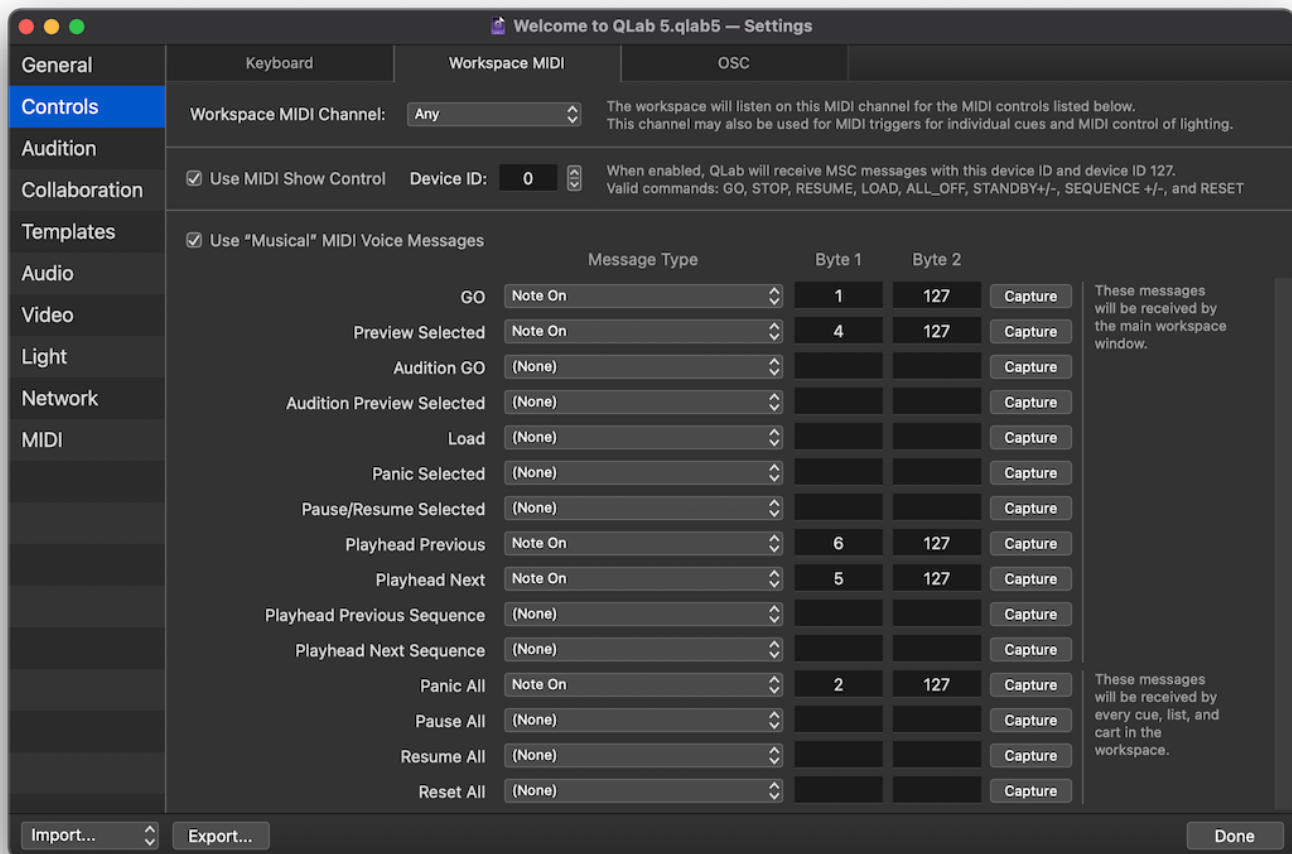 Welcome to QLab 5.qlab5 — Settings
General
Controls
Audition
Collaboration
Templates
Audio
Video
Light
Network
MIDI
Keyboard
Workspace MIDI
OSC
Workspace MIDI Channel:
Any
The workspace will listen on this MIDI channel for the MIDI controls listed below.
This channel may also be used for MIDI triggers for individual cues and MIDI control of lighting.
Use MIDI Show Control
Device ID:
0
When enabled, QLab will receive MSC messages with this device ID and device ID 127.
Valid commands: GO, STOP, RESUME, LOAD, ALL_OFF, STANDBY+/-, SEQUENCE +/-, and RESET
Use “Musical” MIDI Voice Messages
Message Type Byte 1 Byte 2
GO Note On 1 127 Capture
Preview Selected Note On 4 127 Capture
Audition GO (None) Capture
Audition Preview Selected (None) Capture
Load (None) Capture
Panic Selected (None) Capture
Pause/Resume Selected (None) Capture
Playhead Previous Note On 6 127 Capture
Playhead Next Note On 5 127 Capture
Playhead Previous Sequence (None) Capture
Playhead Next Sequence (None) Capture
Panic All Note On 2 127 Capture
Pause All (None) Capture
Resume All (None) Capture
Reset All (None) Capture
These messages
will be received by
the main workspace
window.
These messages
will be received by
every cue, list, and
cart in the
workspace.
Import...
Export...
Done